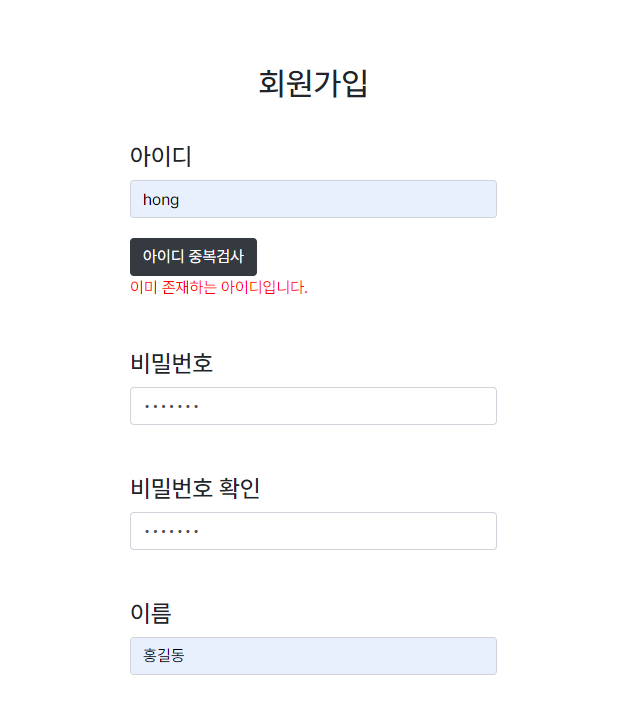 회원가입
아이디
hong
아이디 중복검사
이미 존재하는 아이디입니다.
비밀번호
•••••••
비밀번호 확인
•••••••
이름
홍길동